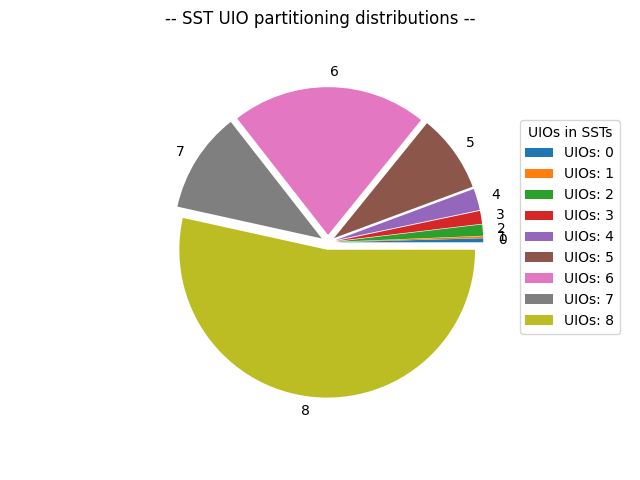 -- SST UIO partitioning distributions --
6
7
5
4
3
2
1
0
8
UIOs in SSTs
UIOs: 0
UIOs: 1
UIOs: 2
UIOs: 3
UIOs: 4
UIOs: 5
UIOs: 6
UIOs: 7
UIOs: 8